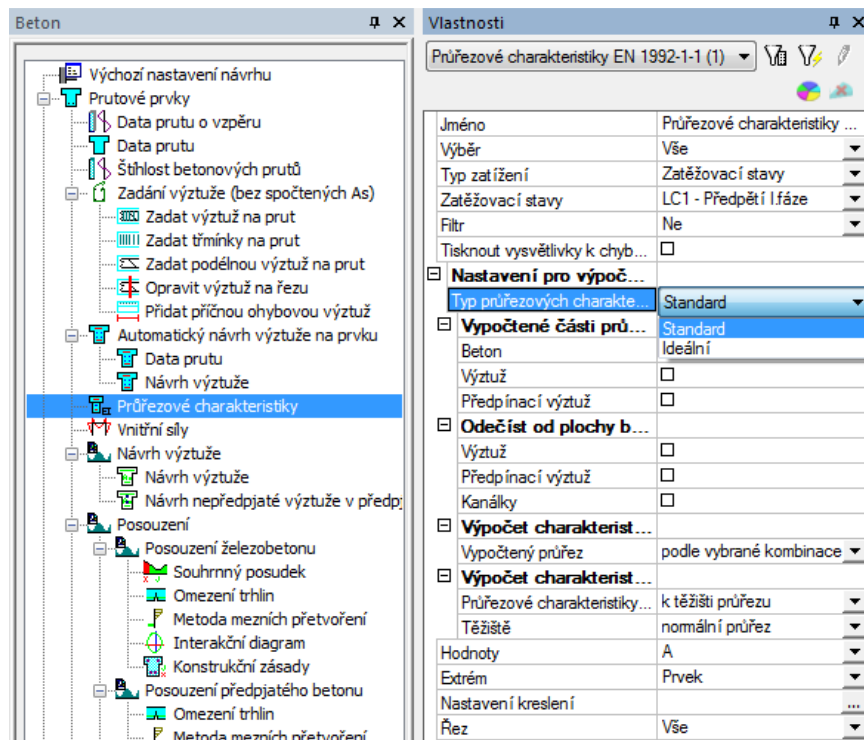 Beton
Výchozí nastavení návrhu
Prutové prvky
Data prutu o vzpěru
Data prutu
Štíhlost betonových prutů
Zadání výztuže (bez spočtených As)
Zadat výztuž na prut
Zadat třmínky na prut
Zadat podélnou výztuž na prut
Opravit výztuž na řezu
Přidat příčnou ohybovou výztuž
Automatický návrh výztuže na prvku
Data prutu
Návrh výztuže
Průřezové charakteristiky
Vnitřní síly
Návrh výztuže
Návrh výztuže
Návrh nepředpjaté výztuže v předpj
Posouzení
Posouzení železobetonu
Souhrnný posudek
Omezení trhlin
Metoda mezních přetvoření
Interakční diagram
Konstrukční zásady
Posouzení předpjatého betonu
Omezení trhlin
Metoda mezních přetvoření
Vlastnosti
Průřezové charakteristiky EN 1992-1-1 (1)
Jméno Průřezové charakteristiky ...
Výběr Vše
Typ zatížení Zatěžovací stavy
Zatěžovací stavy LC1 - Předpětí I.fáze
Filtr Ne
Tisknout vysvětlivky k chyb...
Nastavení pro výpoč...
Typ průřezových charakte... Standard
Vypočtené části prů... Standard
Beton Ideální
Výztuž
Předpínací výztuž
Odečíst od plochy b...
Výztuž
Předpínací výztuž
Kanálky
Výpočet charakterist...
Vypočtený průřez podle vybrané kombinace
Výpočet charakterist...
Průřezové charakteristiky... k těžišti průřezu
Těžiště normální průřez
Hodnoty A
Extrém Prvek
Nastavení kreslení ...
Řez Vše